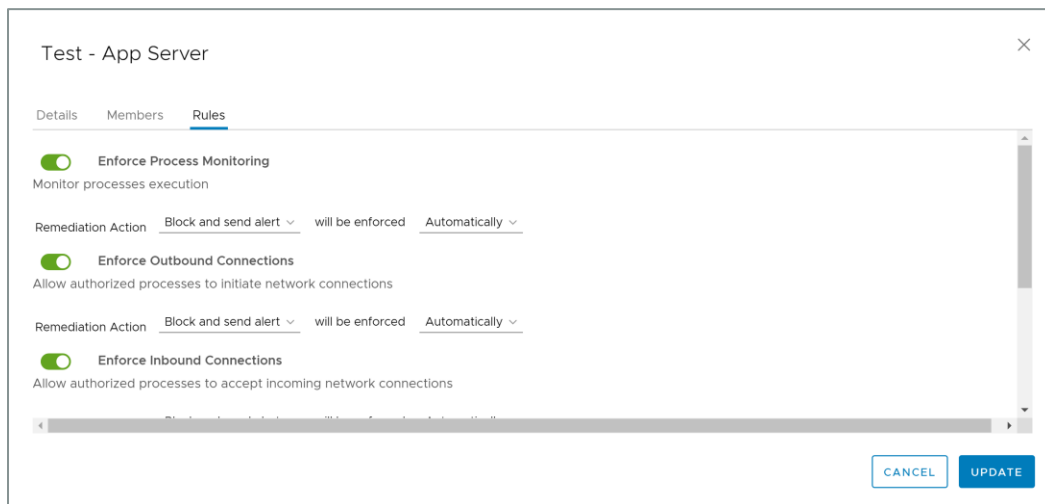 Test - App Server
Details Members Rules
Enforce Process Monitoring
Monitor processes execution
Remediation Action Block and send alert will be enforced Automatically
Enforce Outbound Connections
Allow authorized processes to initiate network connections
Remediation Action Block and send alert will be enforced Automatically
Enforce Inbound Connections
Allow authorized processes to accept incoming network connections
CANCEL UPDATE